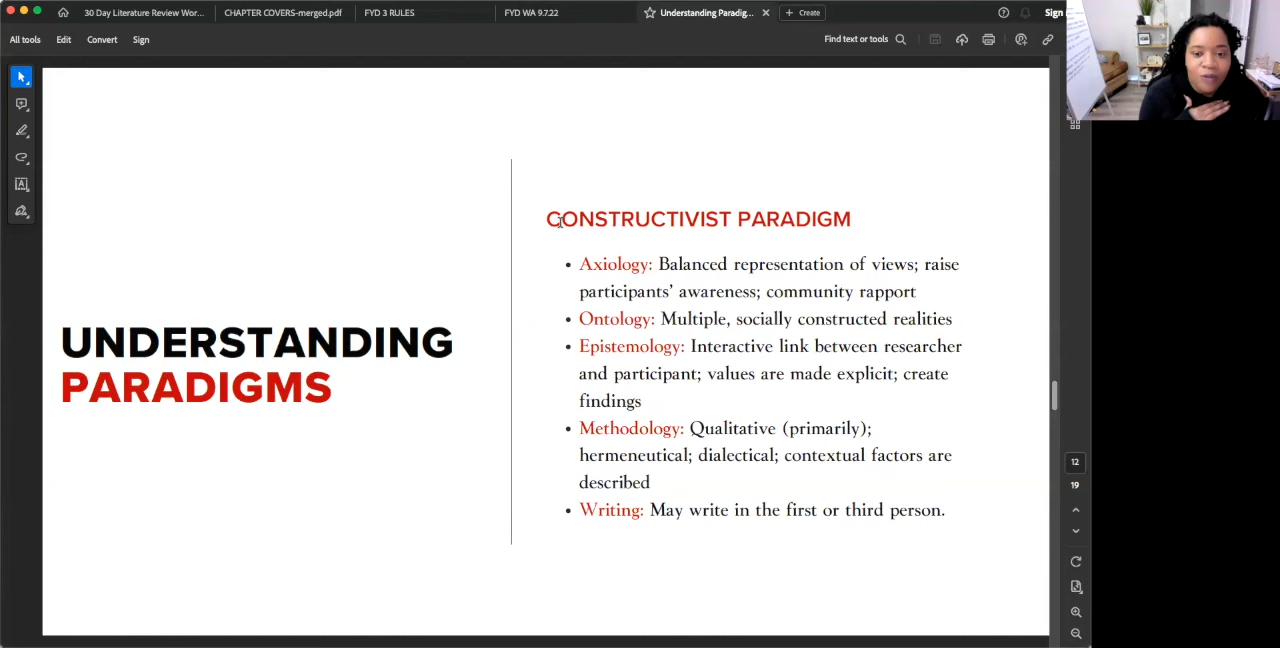 30 Day Literature Review Wor...
CHAPTER COVERS-merged.pdf
FYD 3 RULES
FYD WA 9.7.22
Understanding Paradig...
Create
Sign
All tools
Edit
Convert
Sign
Find text or tools
UNDERSTANDING
PARADIGMS
CONSTRUCTIVIST PARADIGM
• Axiology: Balanced representation of views; raise
participants' awareness; community rapport
• Ontology: Multiple, socially constructed realities
• Epistemology: Interactive link between researcher
and participant; values are made explicit; create
findings
• Methodology: Qualitative (primarily);
hermeneutical; dialectical; contextual factors are
described
• Writing: May write in the first or third person.
12
19